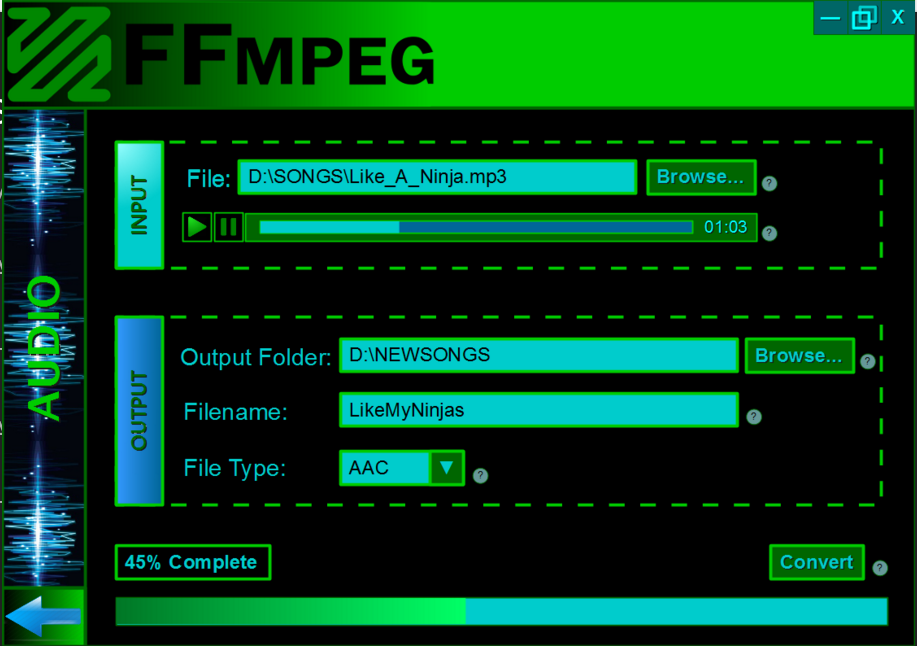 FFMPEG
X
AUDIO
INPUT
File: D:\SONGS\Like_A_Ninja.mp3 Browse... ?
01:03 ?
OUTPUT
Output Folder: D:\NEWSONGS Browse... ?
Filename: LikeMyNinjas ?
File Type: AAC ?
45% Complete Convert ?